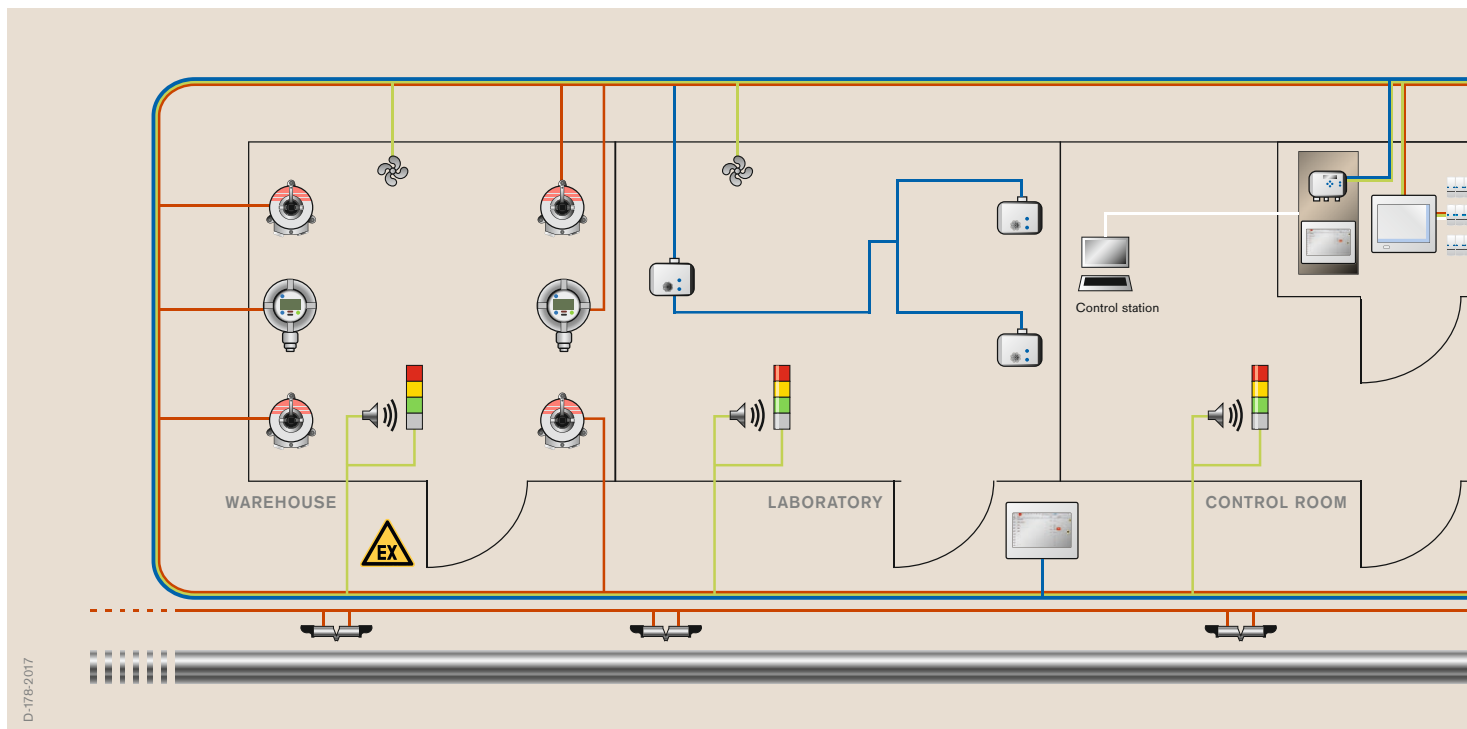 Control station
WAREHOUSE
LABORATORY
CONTROL ROOM
EX
D-178-2017